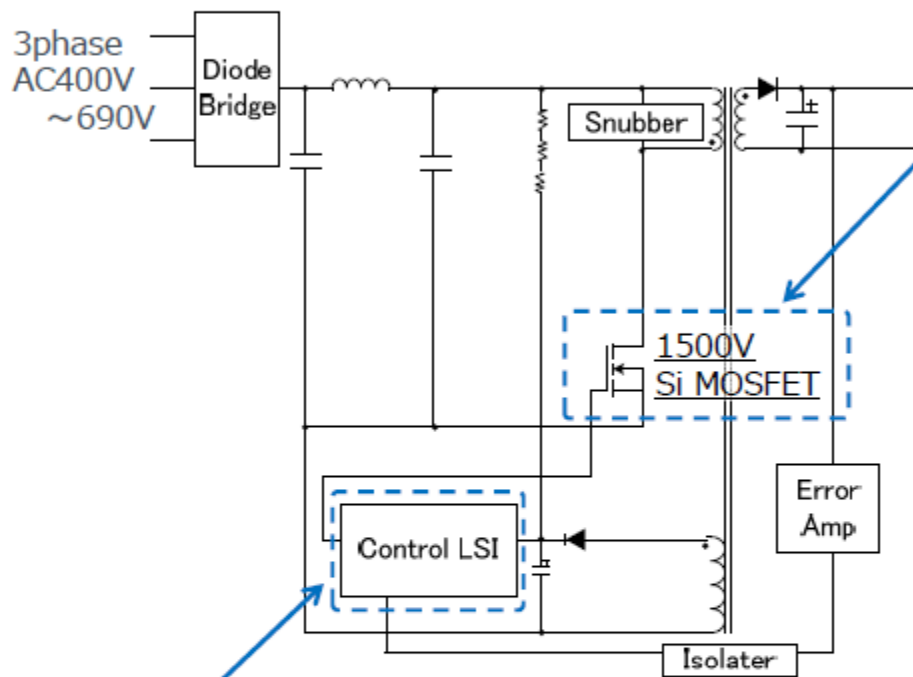 3phase
AC400V
～690V
Diode
Bridge
Snubber
1500V
Si MOSFET
Error
Amp
Control LSI
Isolater